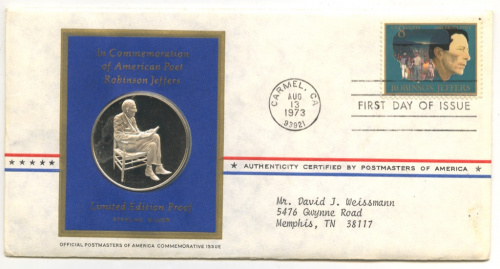 In Commemoration
of American Poet
Robinson Jeffers
Limited Edition Proof
OFFICIAL POSTMASTERS OF AMERICA COMMEMORATIVE ISSUE
CARMEL, CA
AUG
13
1973
93921
8
ROBINSON JEFFERS
FIRST DAY OF ISSUE
AUTHENTICITY CERTIFIED BY POSTMASTERS OF AMERICA
Mr. David J. Weissmann
5476 Gwynne Road
Memphis, TN 38117